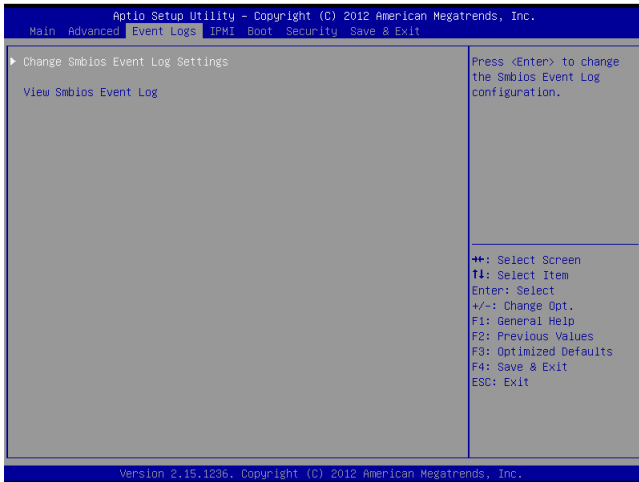 Aptio Setup Utility – Copyright (C) 2012 American Megatrends, Inc.
Main Advanced Event Logs IPMI Boot Security Save & Exit
Change Smbios Event Log Settings
View Smbios Event Log
Press <Enter> to change
the Smbios Event Log
configuration.
→←: Select Screen
↑↓: Select Item
Enter: Select
+/-: Change Opt.
F1: General Help
F2: Previous Values
F3: Optimized Defaults
F4: Save & Exit
ESC: Exit
Version 2.15.1236. Copyright (C) 2012 American Megatrends, Inc.